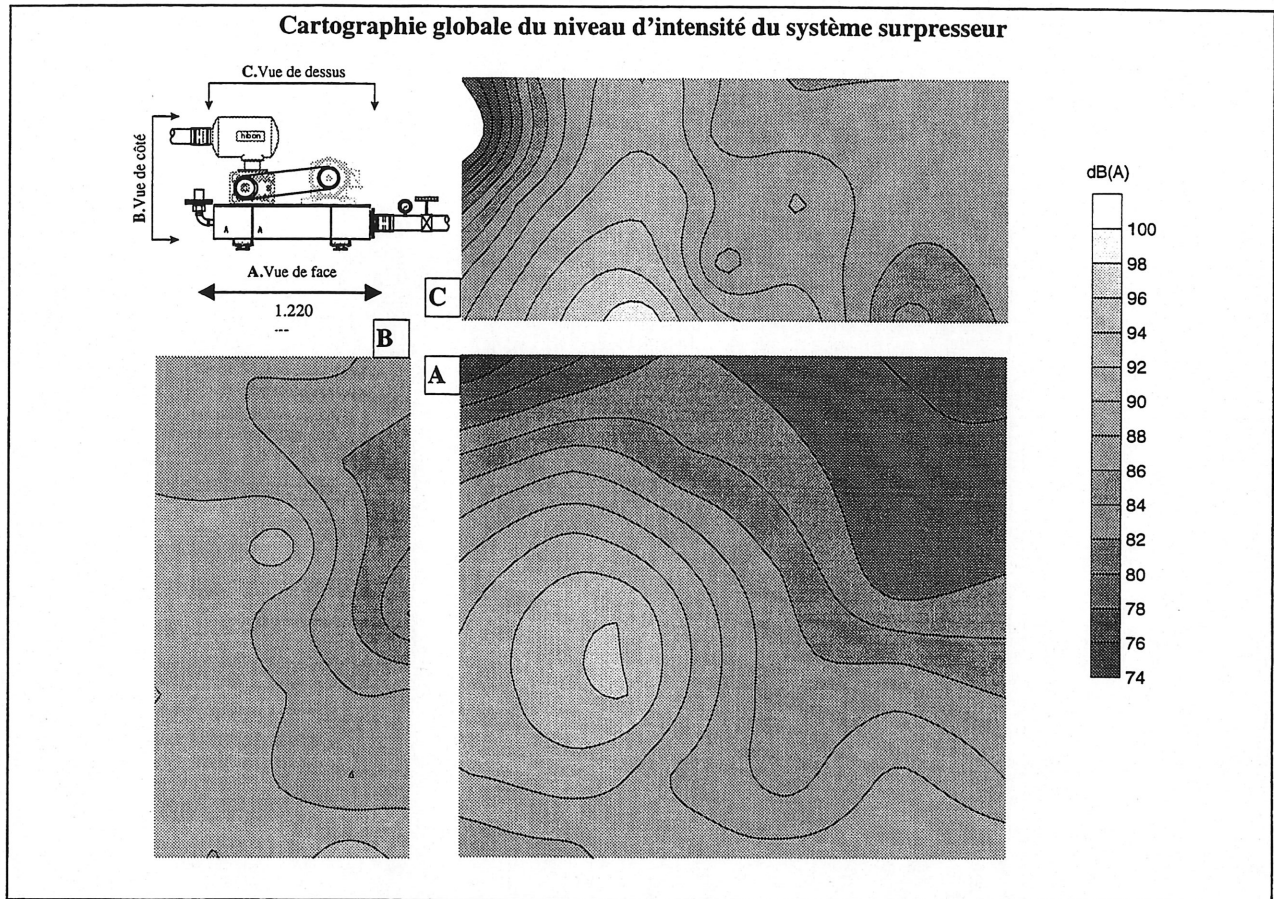 Cartographie globale du niveau d'intensité du système surpresseur
C.Vue de dessus
B.Vue de côté
hibon
A A
A.Vue de face
1.220
---
C
B
A
dB(A)
100
98
96
94
92
90
88
86
84
82
80
78
76
74